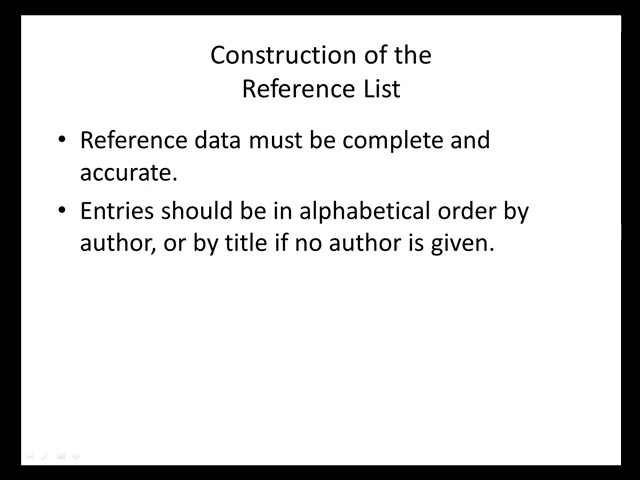 Construction of the
Reference List
• Reference data must be complete and
accurate.
• Entries should be in alphabetical order by
author, or by title if no author is given.